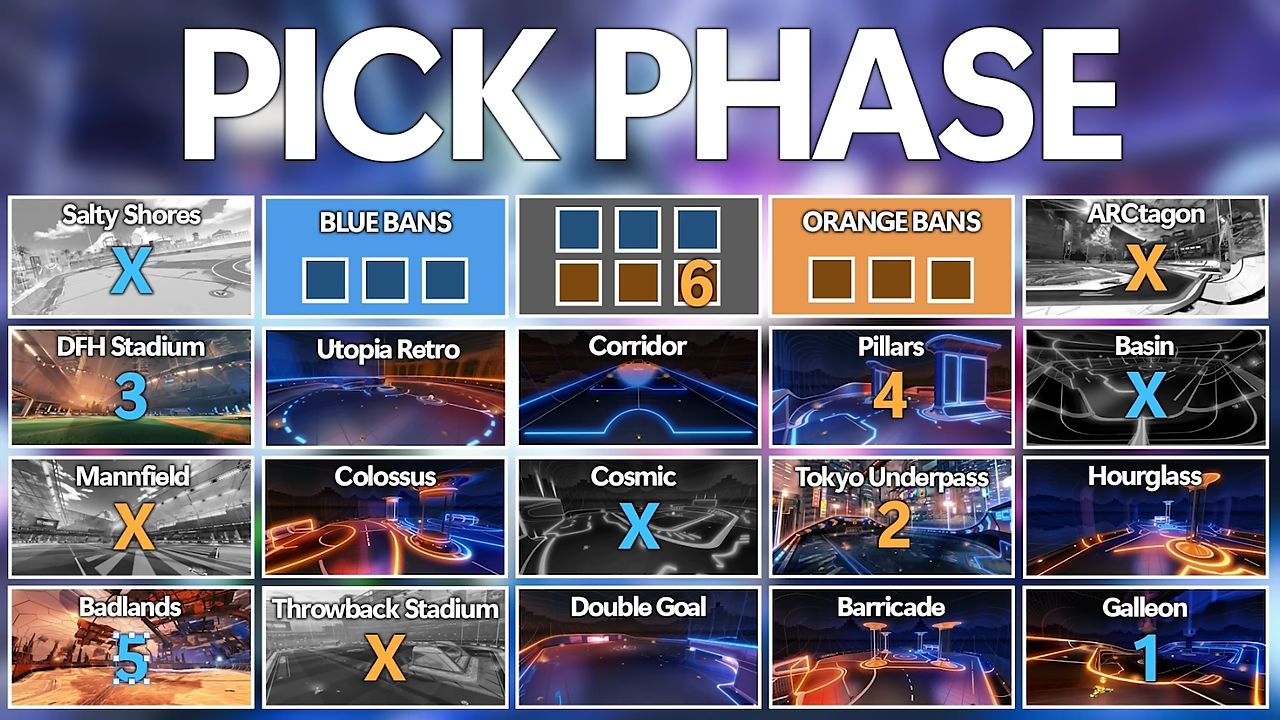 PICK PHASE
Salty Shores
X
BLUE BANS
6
ORANGE BANS
ARCtagon
X
DFH Stadium
3
Utopia Retro
Corridor
Pillars
4
Basin
X
Mannfield
X
Colossus
Cosmic
X
Tokyo Underpass
2
Hourglass
Badlands
5
Throwback Stadium
X
Double Goal
Barricade
Galleon
1